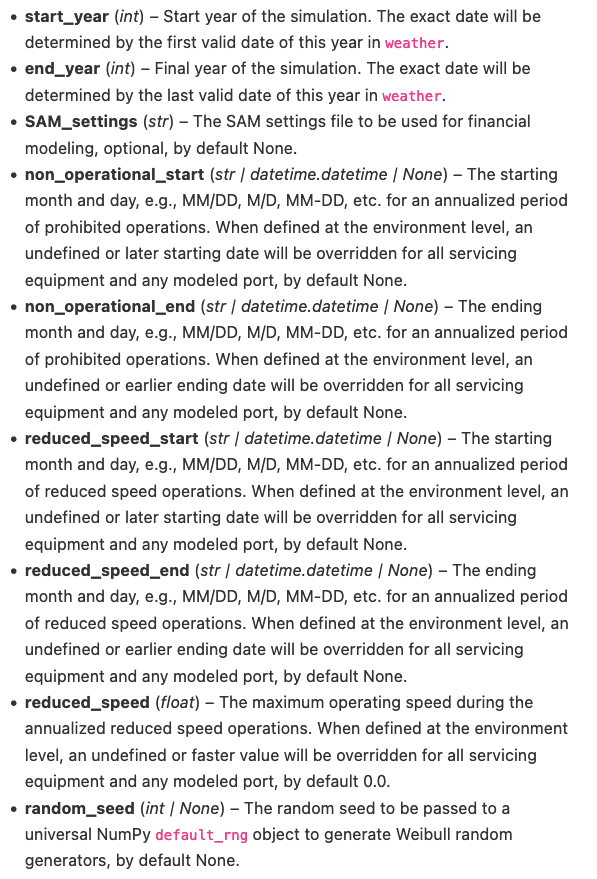 • start_year (int) – Start year of the simulation. The exact date will be
determined by the first valid date of this year in weather.
• end_year (int) – Final year of the simulation. The exact date will be
determined by the last valid date of this year in weather.
• SAM_settings (str) – The SAM settings file to be used for financial
modeling, optional, by default None.
• non_operational_start (str | datetime.datetime | None) – The starting
month and day, e.g., MM/DD, M/D, MM-DD, etc. for an annualized period
of prohibited operations. When defined at the environment level, an
undefined or later starting date will be overridden for all servicing
equipment and any modeled port, by default None.
• non_operational_end (str | datetime.datetime | None) – The ending
month and day, e.g., MM/DD, M/D, MM-DD, etc. for an annualized period
of prohibited operations. When defined at the environment level, an
undefined or earlier ending date will be overridden for all servicing
equipment and any modeled port, by default None.
• reduced_speed_start (str | datetime.datetime | None) – The starting
month and day, e.g., MM/DD, M/D, MM-DD, etc. for an annualized period
of reduced speed operations. When defined at the environment level, an
undefined or later starting date will be overridden for all servicing
equipment and any modeled port, by default None.
• reduced_speed_end (str | datetime.datetime | None) – The ending
month and day, e.g., MM/DD, M/D, MM-DD, etc. for an annualized period
of reduced speed operations. When defined at the environment level, an
undefined or earlier ending date will be overridden for all servicing
equipment and any modeled port, by default None.
• reduced_speed (float) – The maximum operating speed during the
annualized reduced speed operations. When defined at the environment
level, an undefined or faster value will be overridden for all servicing
equipment and any modeled port, by default 0.0.
• random_seed (int | None) – The random seed to be passed to a
universal NumPy default_rng object to generate Weibull random
generators, by default None.